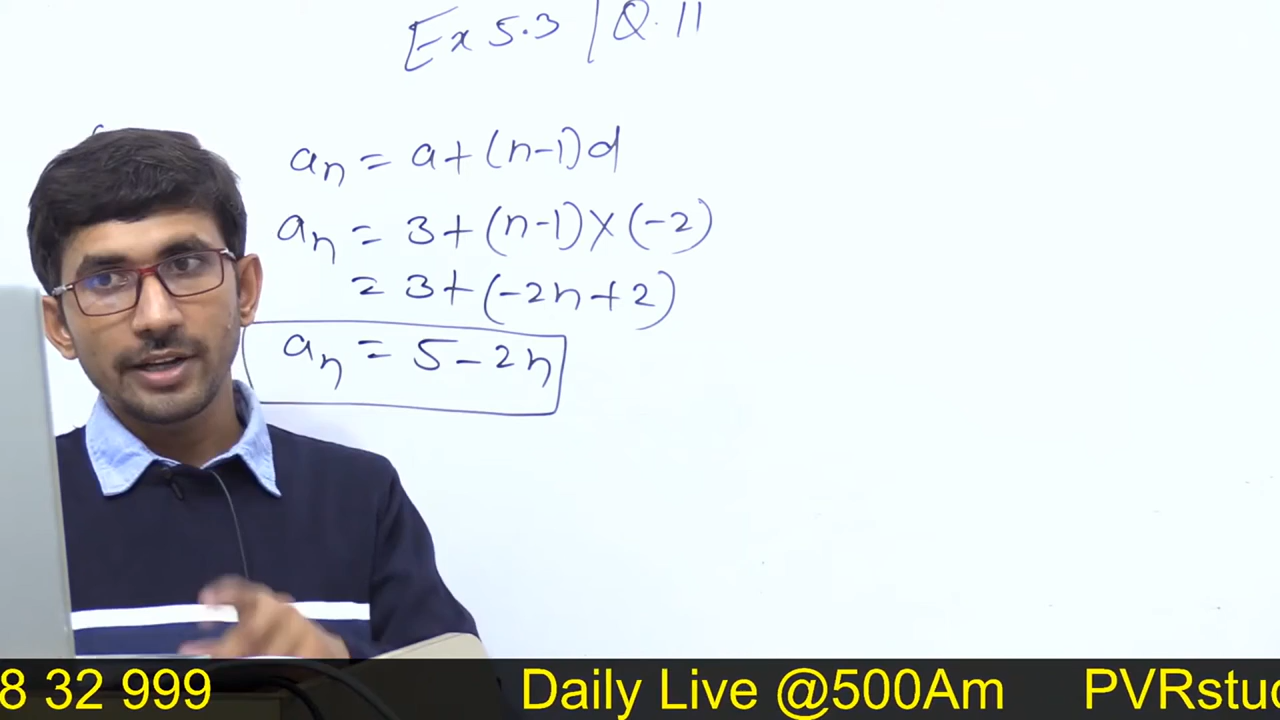 Ex 5.3 / Q.11
aₙ = a+(n-1)d
aₙ = 3+(n-1)×(-2)
= 3+(-2n+2)
aₙ = 5-2n
8 32 999 Daily Live @500Am PVRstud